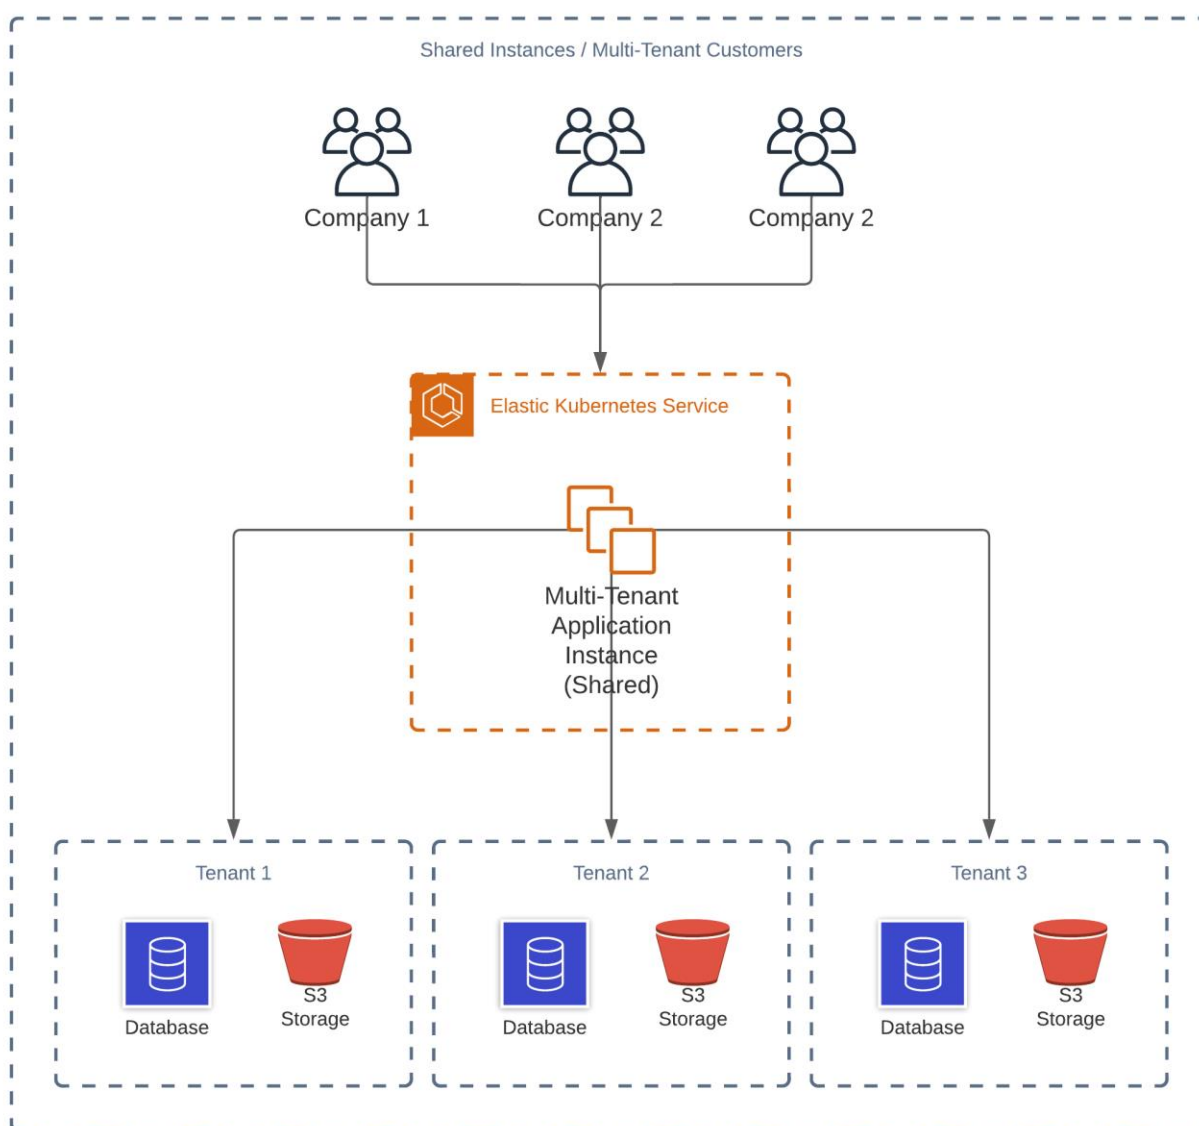 Shared Instances / Multi-Tenant Customers
Company 1
Company 2
Company 2
Elastic Kubernetes Service
Multi-Tenant
Application
Instance
(Shared)
Tenant 1
Database
S3
Storage
Tenant 2
Database
S3
Storage
Tenant 3
Database
S3
Storage